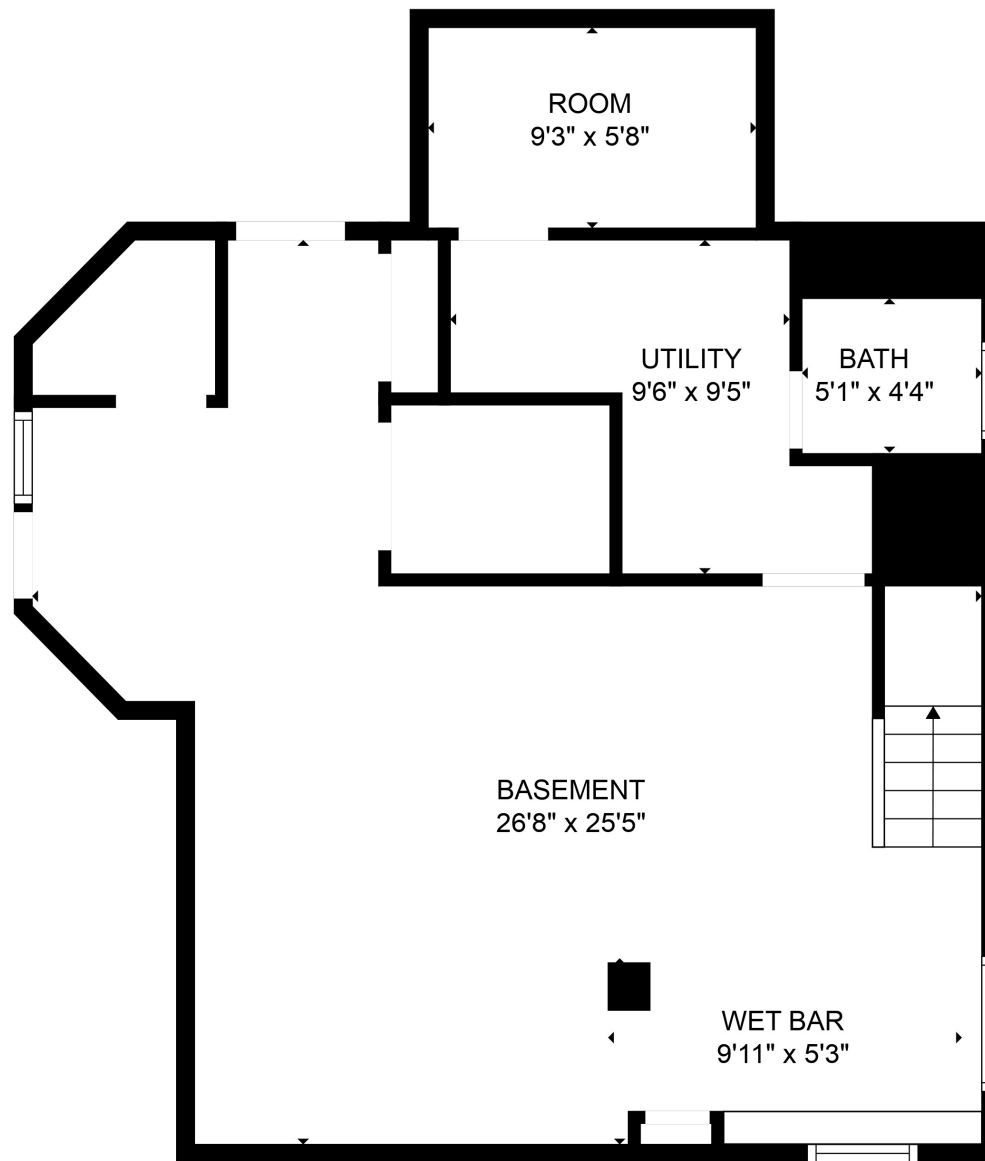 ROOM
9'3" x 5'8"
UTILITY
9'6" x 9'5"
BATH
5'1" x 4'4"
BASEMENT
26'8" x 25'5"
WET BAR
9'11" x 5'3"